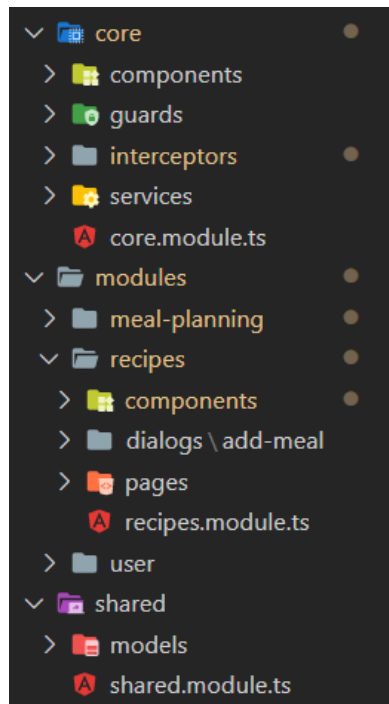 core
components
guards
interceptors
services
core.module.ts
modules
meal-planning
recipes
components
dialogs \ add-meal
pages
recipes.module.ts
user
shared
models
shared.module.ts